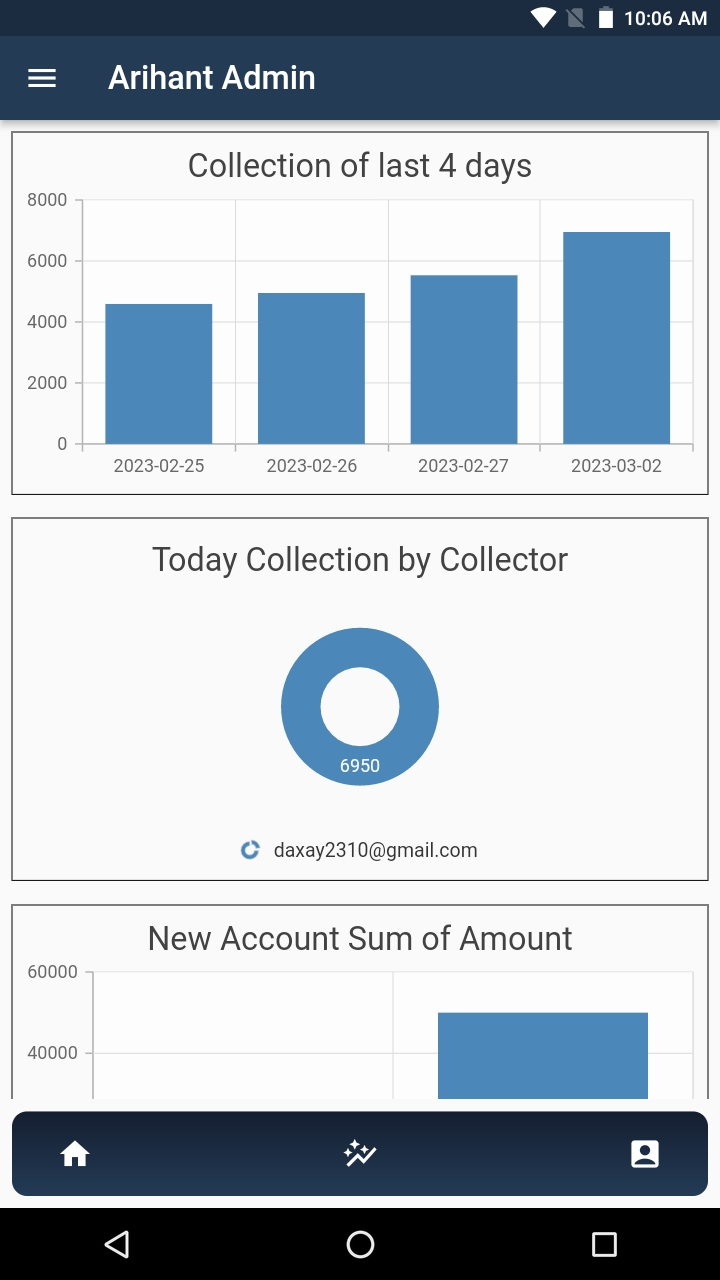 10:06 AM
Arihant Admin
Collection of last 4 days
8000
6000
4000
2000
0
2023-02-25 2023-02-26 2023-02-27 2023-03-02
Today Collection by Collector
6950
daxay2310@gmail.com
New Account Sum of Amount
60000
40000